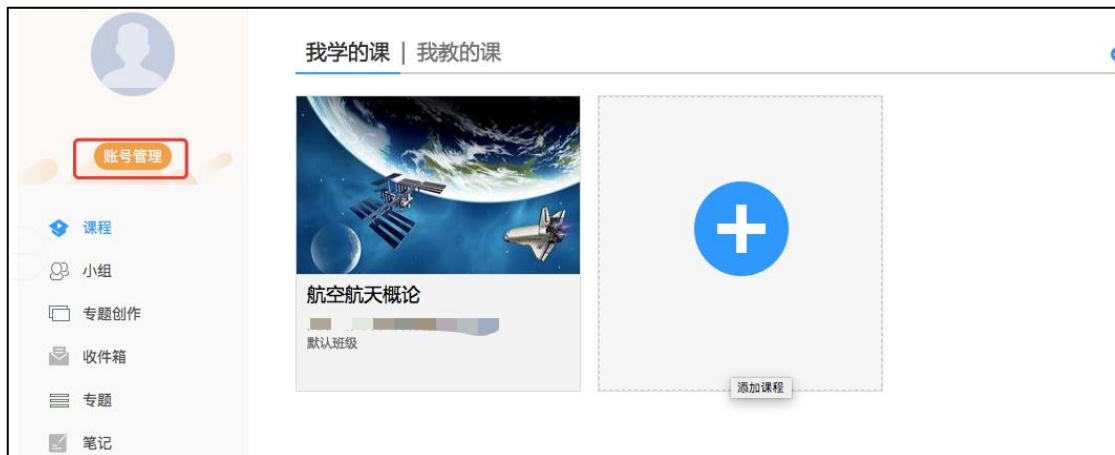 账号管理
课程
小组
专题创作
收件箱
专题
笔记
我学的课 | 我教的课
航空航天概论
默认班级
添加课程